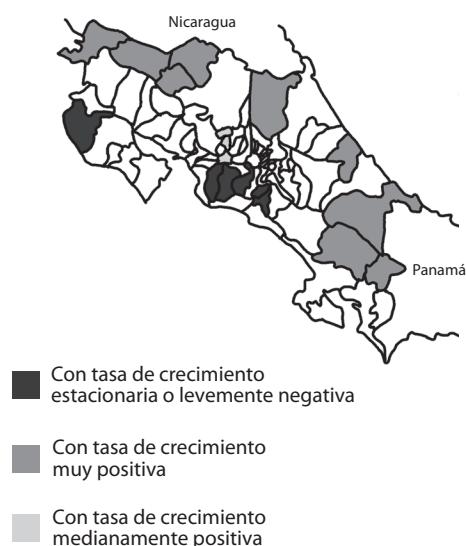 Nicaragua
Panamá
Con tasa de crecimiento
estacionaria o levemente negativa
Con tasa de crecimiento
muy positiva
Con tasa de crecimiento
medianamente positiva